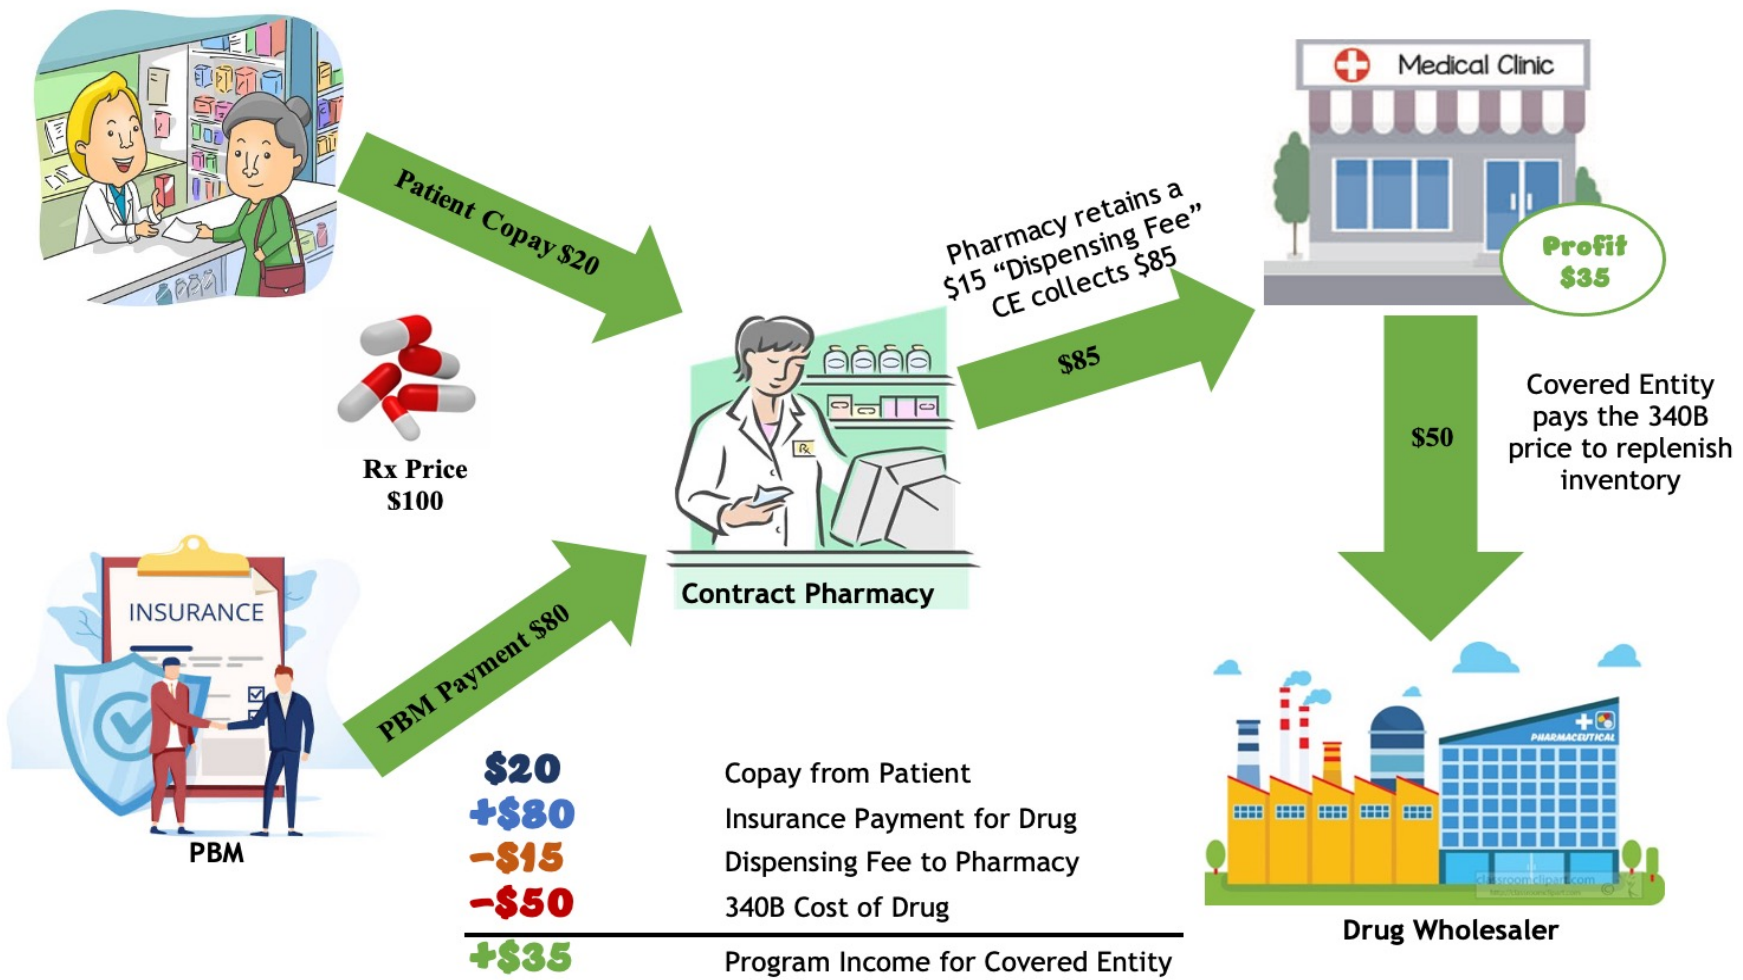 Medical Clinic
Patient Copay $20
Pharmacy retains a
$15 “Dispensing Fee”
CE collects $85
Profit
$35
$85
Covered Entity
pays the 340B
price to replenish
inventory
$50
Rx
Rx Price
$100
Contract Pharmacy
INSURANCE
PBM Payment $80
PBM
PHARMACEUTICAL
$20 Copay from Patient
+$80 Insurance Payment for Drug
-$15 Dispensing Fee to Pharmacy
-$50 340B Cost of Drug
+$35 Program Income for Covered Entity
classroomclipart.com
Drug Wholesaler